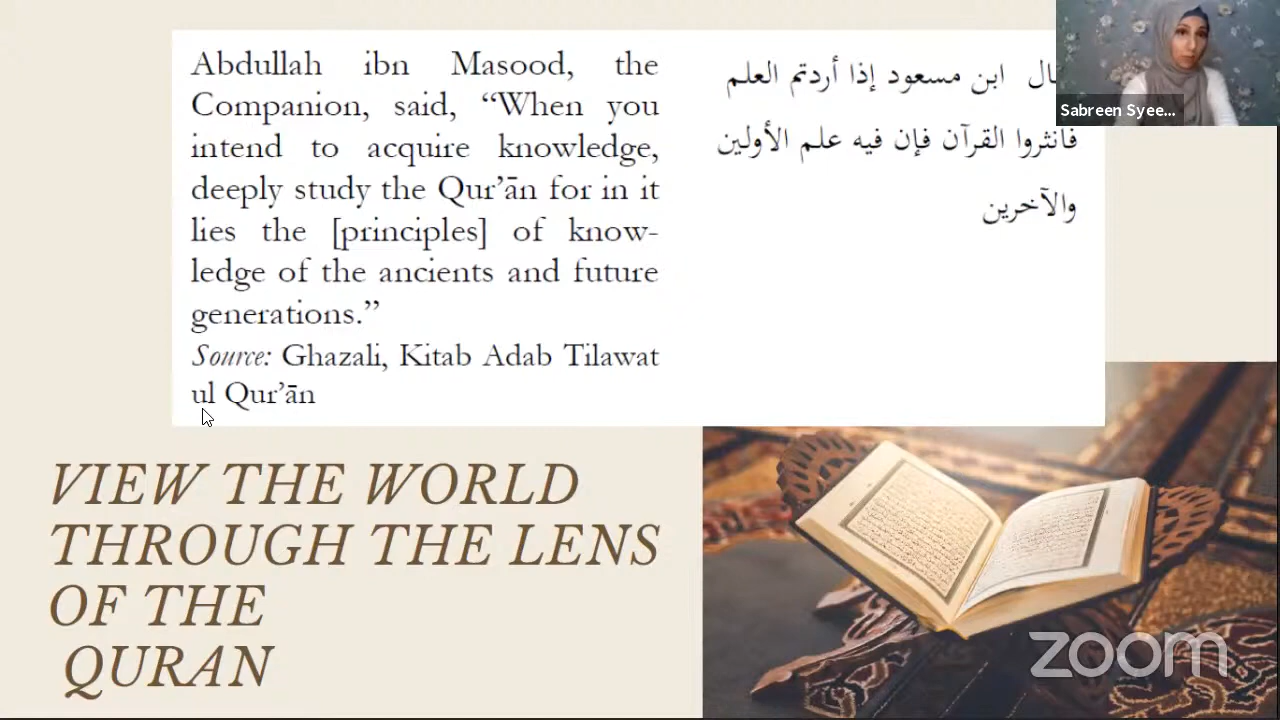 Abdullah ibn Masood, the
Companion, said, “When you
intend to acquire knowledge,
deeply study the Qur’ān for in it
lies the [principles] of know-
ledge of the ancients and future
generations.”
Source: Ghazali, Kitab Adab Tilawat
ul Qur’ān
ابن مسعود إذا أردتم العلم
فانثروا القرآن فإن فيه علم الأولين
والآخرين
Sabreen Syee...
VIEW THE WORLD
THROUGH THE LENS
OF THE
QURAN
zoom